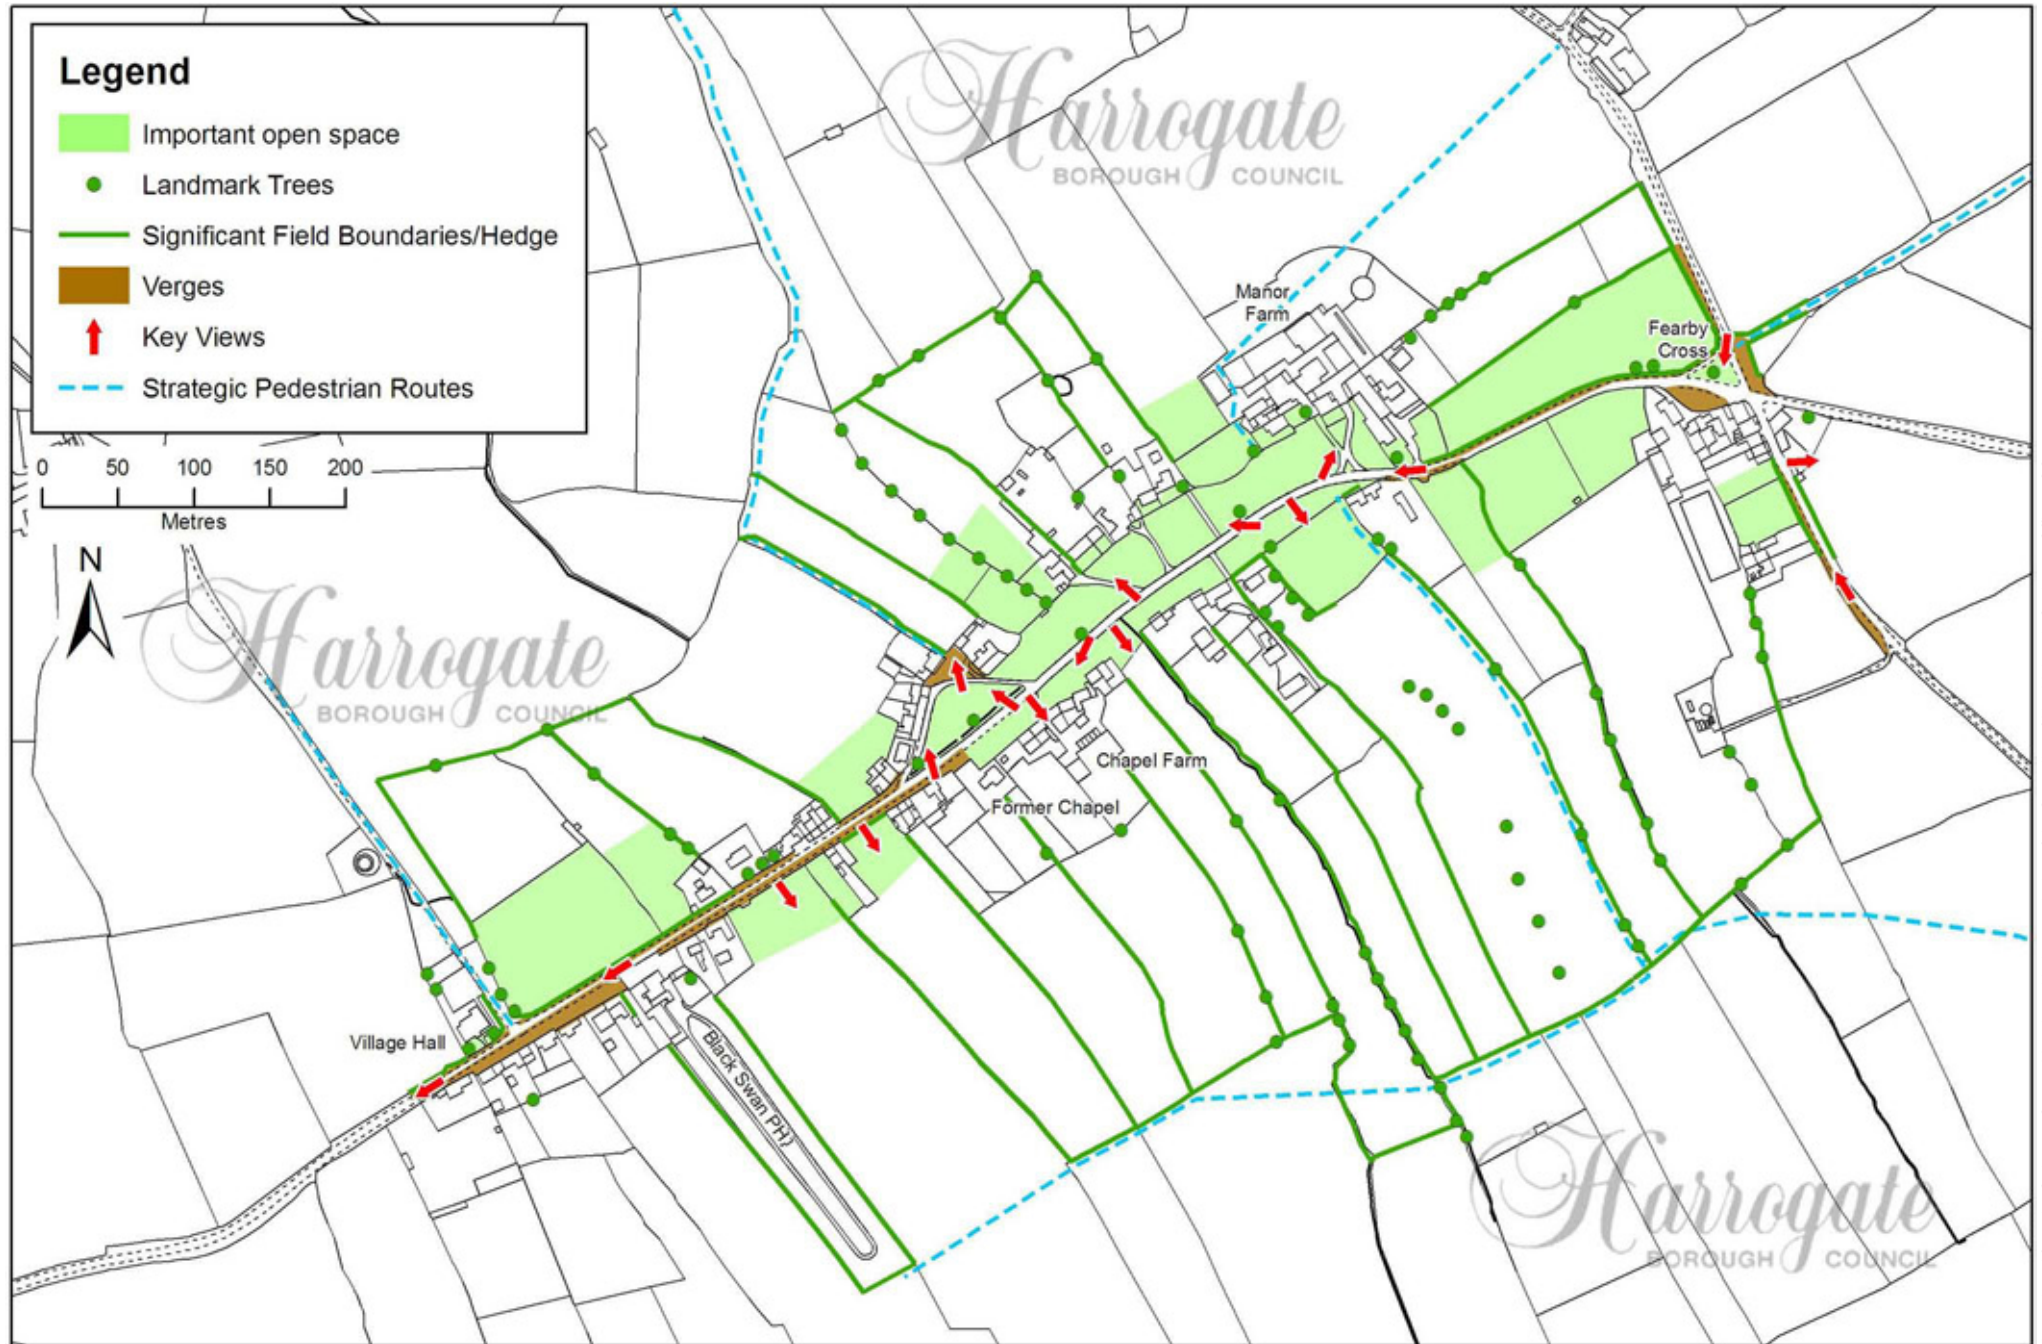 Legend
Important open space
Landmark Trees
Significant Field Boundaries/Hedge
Verges
Key Views
Strategic Pedestrian Routes
0 50 100 150 200
Metres
N
Harrogate
BOROUGH COUNCIL
Manor
Farm
Fearby
Cross
Harrogate
BOROUGH COUNCIL
Chapel Farm
Former Chapel
Village Hall
Black Swan PH
Harrogate
BOROUGH COUNCIL